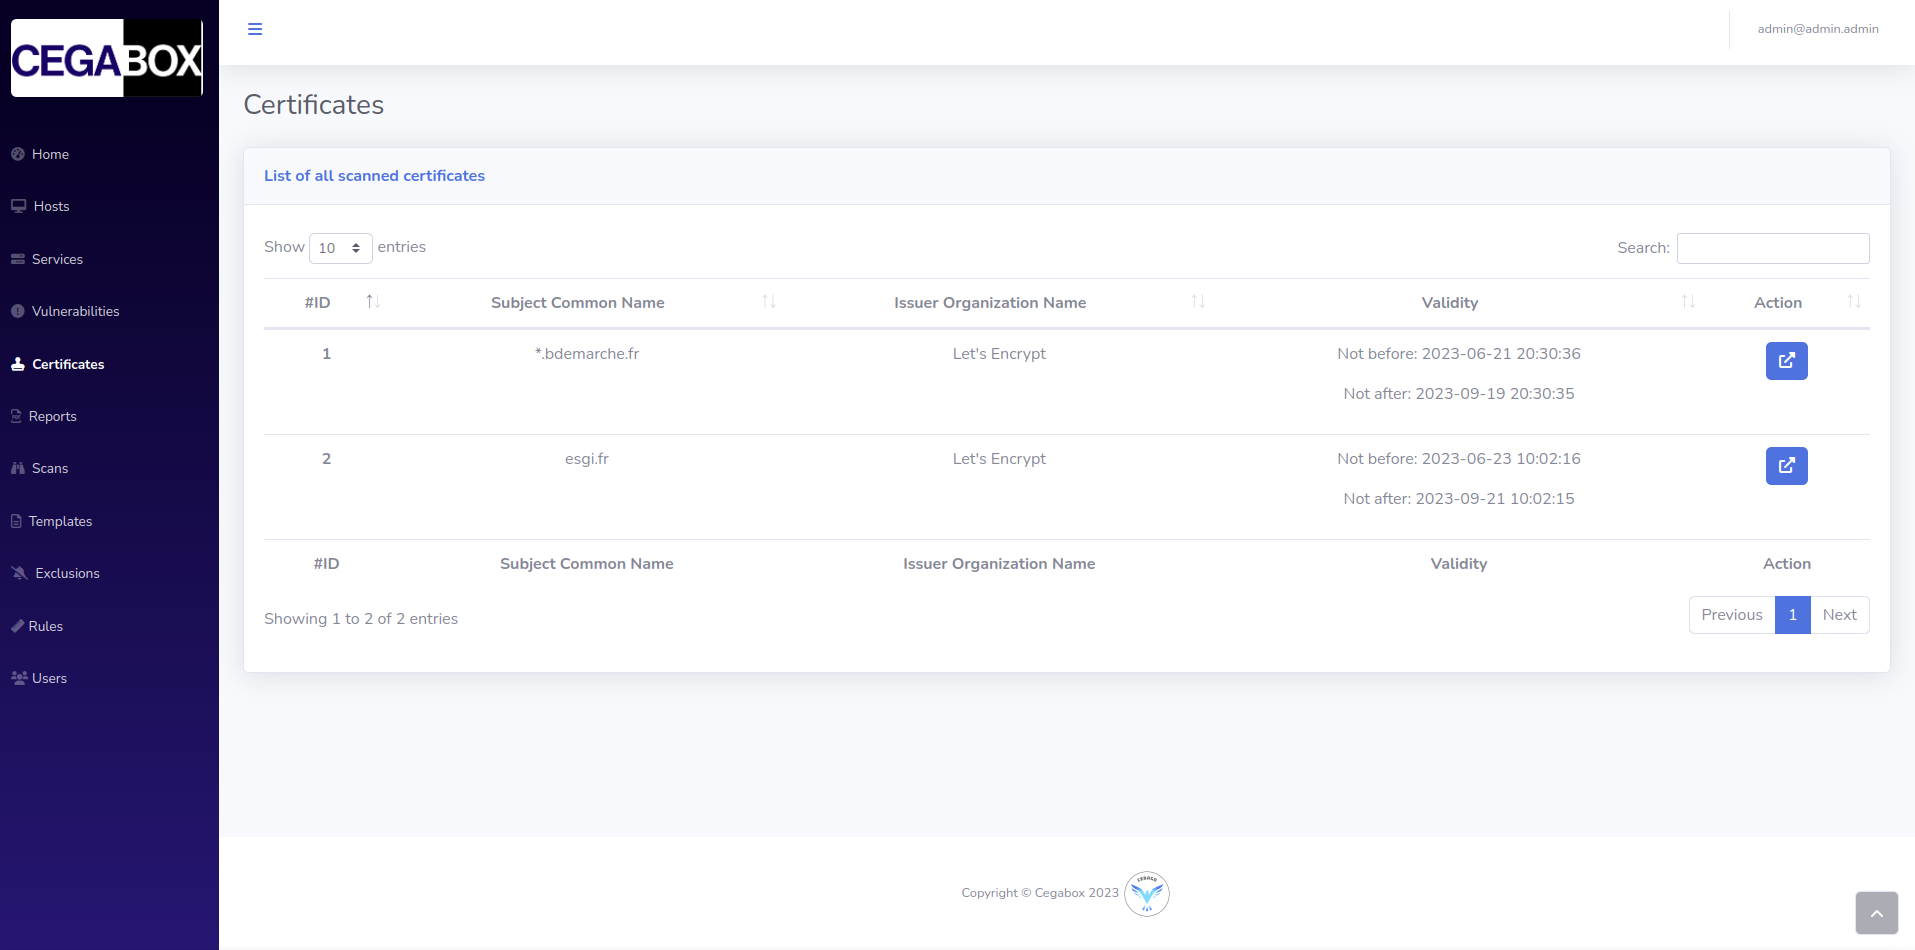 CEGABOX
admin@admin.admin
Home
Hosts
Services
Vulnerabilities
Certificates
Reports
Scans
Templates
Exclusions
Rules
Users
Certificates
List of all scanned certificates
Show 10 entries
Search:
#ID Subject Common Name Issuer Organization Name Validity Action
1 *.bdemarche.fr Let's Encrypt Not before: 2023-06-21 20:30:36
Not after: 2023-09-19 20:30:35
2 esgi.fr Let's Encrypt Not before: 2023-06-23 10:02:16
Not after: 2023-09-21 10:02:15
#ID Subject Common Name Issuer Organization Name Validity Action
Showing 1 to 2 of 2 entries
Previous 1 Next
Copyright © Cegabox 2023